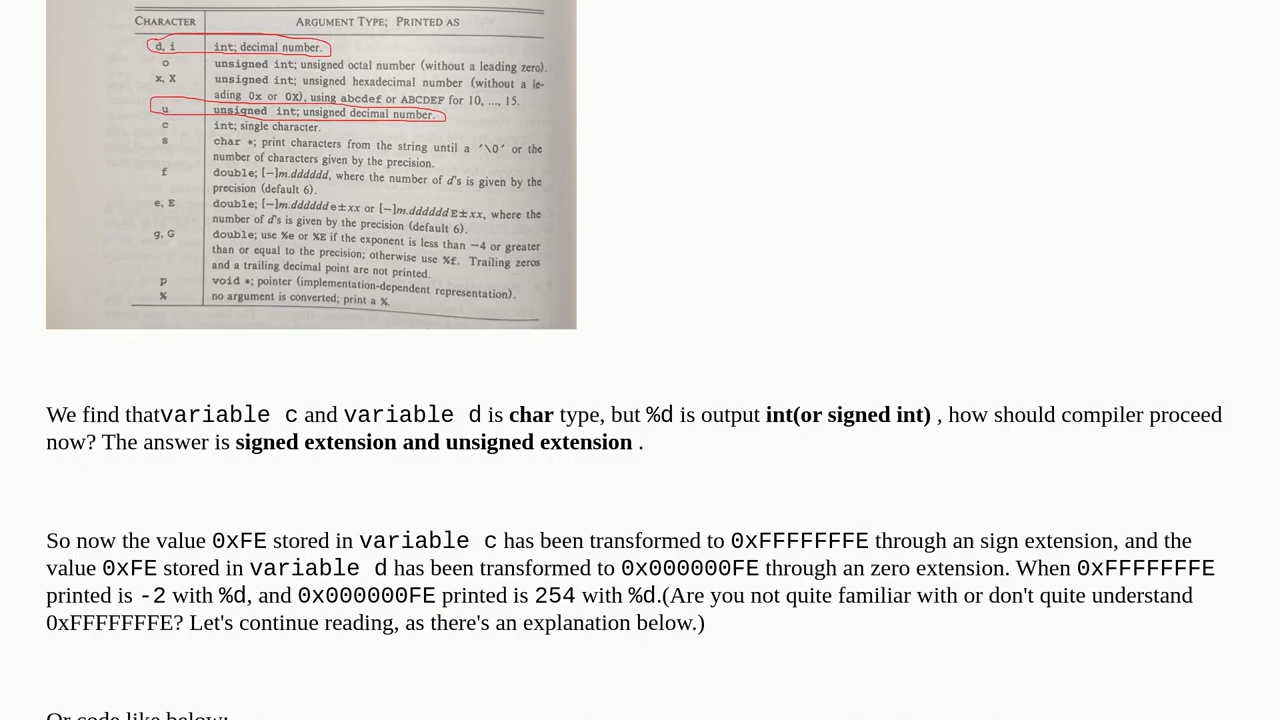 CHARACTER ARGUMENT TYPE; PRINTED AS
d, i int; decimal number.
o unsigned int; unsigned octal number (without a leading zero).
x, X unsigned int; unsigned hexadecimal number (without a le-
ading 0x or 0X), using abcdef or ABCDEF for 10, ..., 15.
u unsigned int; unsigned decimal number.
c int; single character.
s char *; print characters from the string until a '\0' or the
number of characters given by the precision.
f double; [−]m.dddddd, where the number of d's is given by the
precision (default 6).
e, E double; [−]m.dddddde±xx or [−]m.ddddddE±xx, where the
number of d's is given by the precision (default 6).
g, G double; use %e or %E if the exponent is less than −4 or greater
than or equal to the precision; otherwise use %f. Trailing zeros
and a trailing decimal point are not printed.
p void *; pointer (implementation-dependent representation).
% no argument is converted; print a %.
We find thatvariable c and variable d is char type, but %d is output int(or signed int) , how should compiler proceed
now? The answer is signed extension and unsigned extension .
So now the value 0xFE stored in variable c has been transformed to 0xFFFFFFFE through an sign extension, and the
value 0xFE stored in variable d has been transformed to 0x000000FE through an zero extension. When 0xFFFFFFFE
printed is -2 with %d, and 0x000000FE printed is 254 with %d.(Are you not quite familiar with or don't quite understand
0xFFFFFFFE? Let's continue reading, as there's an explanation below.)
Or code like below: